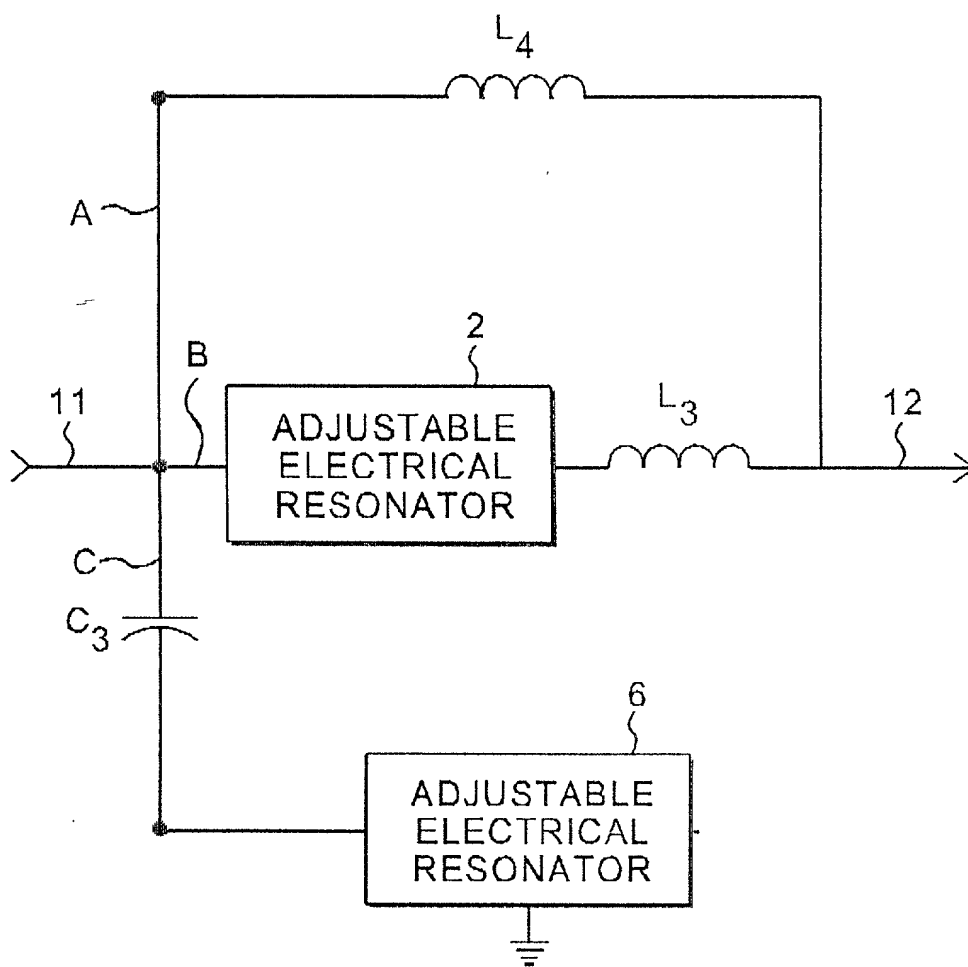 L4
A
2
B
11
L3
12
ADJUSTABLE
ELECTRICAL
RESONATOR
C
C3
6
ADJUSTABLE
ELECTRICAL
RESONATOR